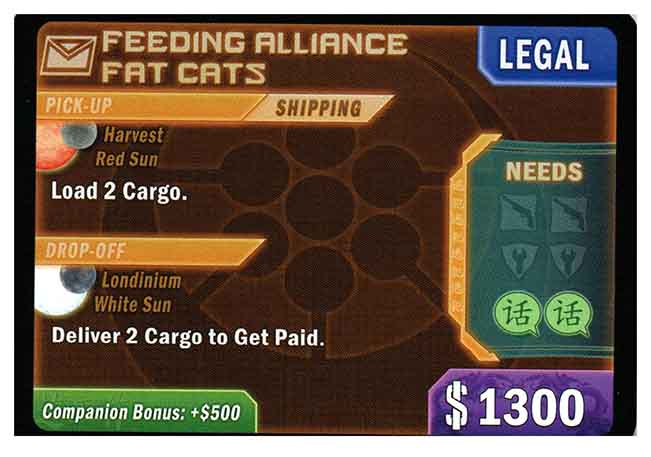 FEEDING ALLIANCE
FAT CATS
LEGAL
PICK-UP
SHIPPING
Harvest
Red Sun
Load 2 Cargo.
NEEDS
话 话
DROP-OFF
Londinium
White Sun
Deliver 2 Cargo to Get Paid.
Companion Bonus: +$500
$1300